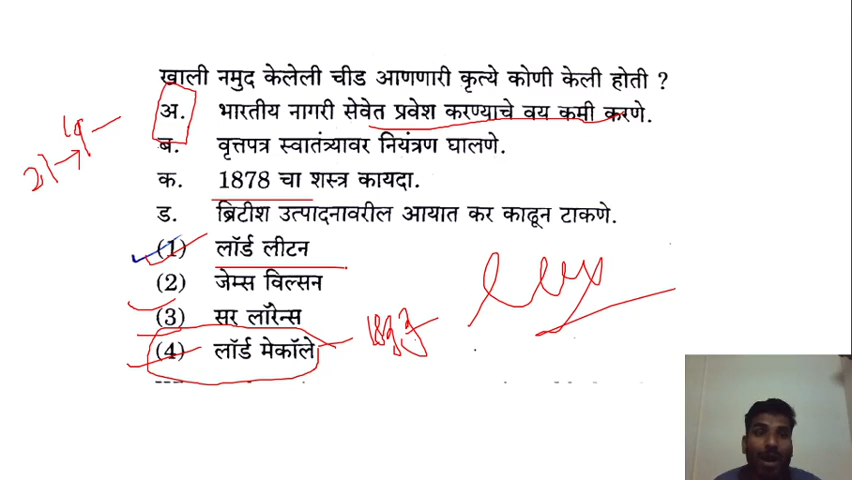 खाली नमुद केलेली चीड आणणारी कृत्ये कोणी केली होती ?
अ. भारतीय नागरी सेवेत प्रवेश करण्याचे वय कमी करणे.
ब. वृत्तपत्र स्वातंत्र्यावर नियंत्रण घालणे.
क. 1878 चा शस्त्र कायदा.
ड. ब्रिटीश उत्पादनावरील आयात कर काढून टाकणे.
(1) लॉर्ड लीटन
(2) जेम्स विल्सन
(3) सर लॉरेन्स
(4) लॉर्ड मेकॉले